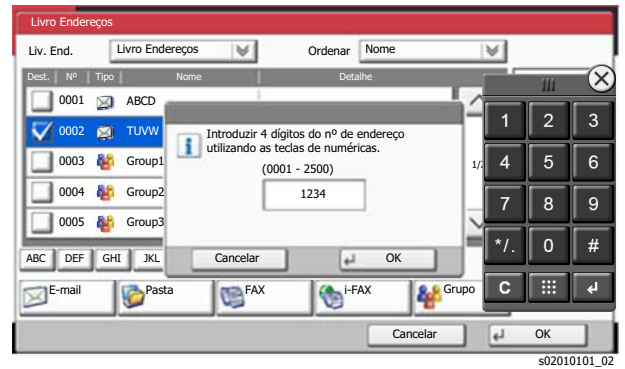 Livro Endereços
Liv. End. Livro Endereços Ordenar Nome
Dest. Nº Tipo Nome Detalhe
0001 ABCD
0002 TUVW
0003 Group1
0004 Group2
0005 Group3
1/
Introduzir 4 dígitos do nº de endereço
utilizando as teclas de numéricas.
(0001 - 2500)
1234
Cancelar OK
1 2 3
4 5 6
7 8 9
*/. 0 #
C
ABC DEF GHI JKL
E-mail Pasta FAX i-FAX Grupo
Cancelar OK
s02010101_02